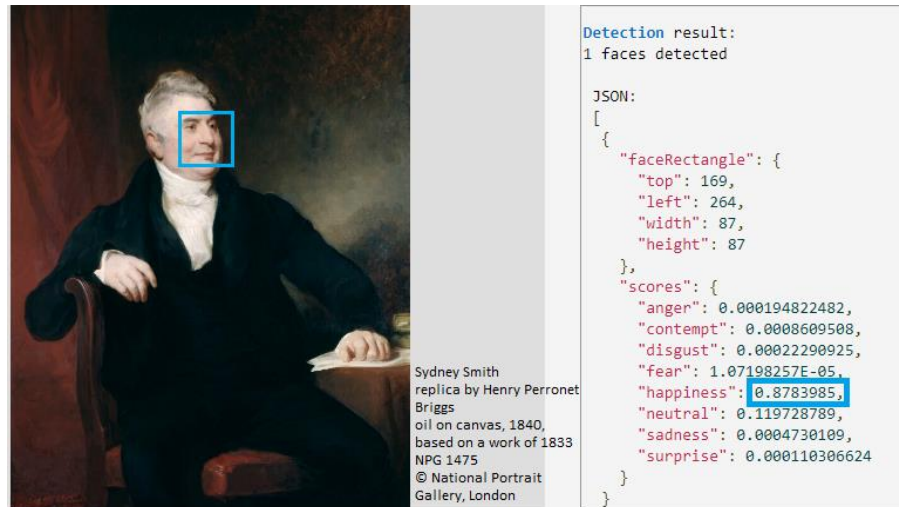 Sydney Smith
replica by Henry Perronet
Briggs
oil on canvas, 1840,
based on a work of 1833
NPG 1475
© National Portrait
Gallery, London
Detection result:
1 faces detected
JSON:
[
{
"faceRectangle": {
"top": 169,
"left": 264,
"width": 87,
"height": 87
},
"scores": {
"anger": 0.000194822482,
"contempt": 0.0008609508,
"disgust": 0.00022290925,
"fear": 1.07198257E-05,
"happiness": 0.8783985,
"neutral": 0.119728789,
"sadness": 0.0004730109,
"surprise": 0.000110306624
}
}